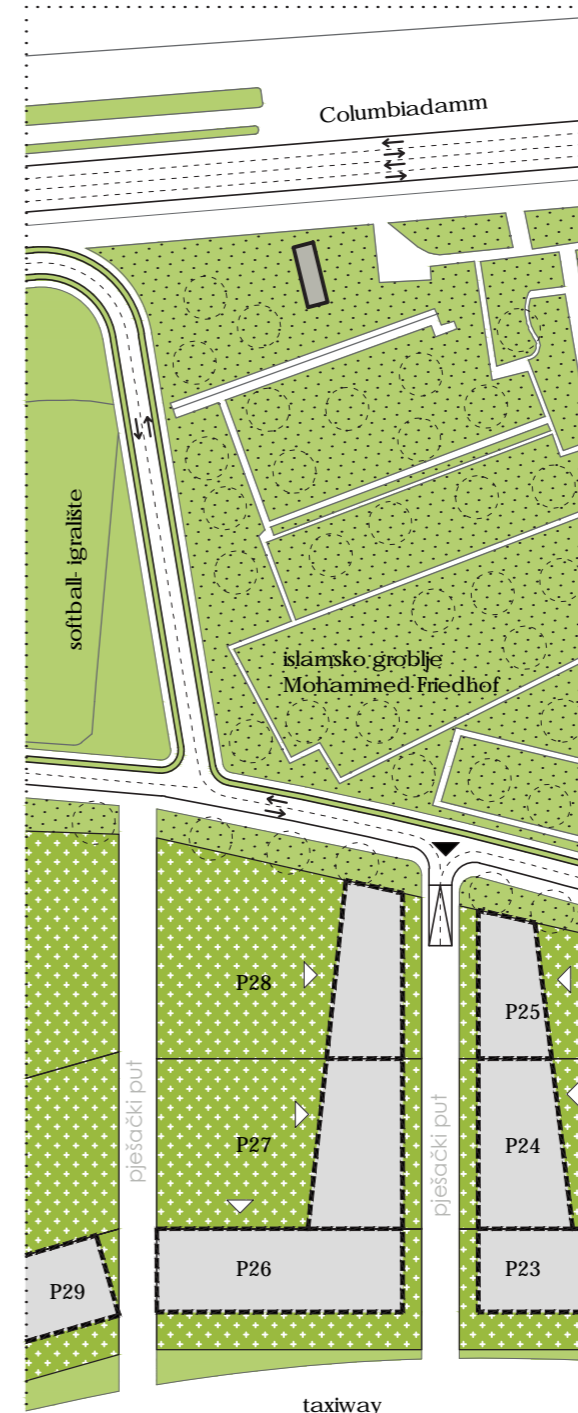 Columbiadamm
softball- igralište
islamsko groblje
Mohammed Friedhof
P28
P25
pješački put
pješački put
P27
P24
P26
P23
P29
taxiway